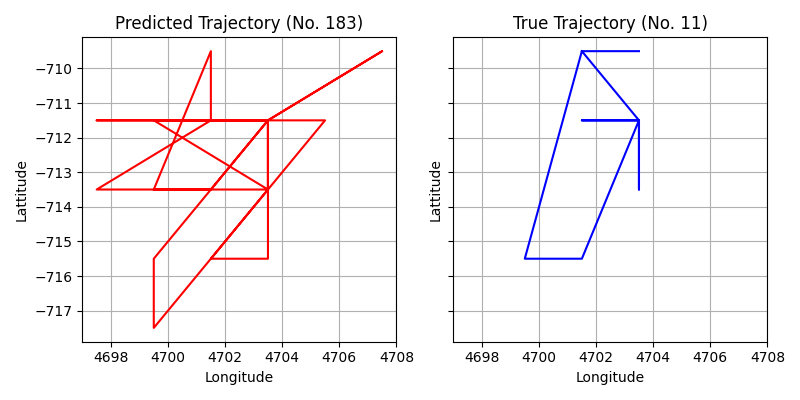 Predicted Trajectory (No. 183)
True Trajectory (No. 11)
−710
−711
−712
−713
−714
−715
−716
−717
Lattitude
Lattitude
4698 4700 4702 4704 4706 4708
4698 4700 4702 4704 4706 4708
Longitude
Longitude